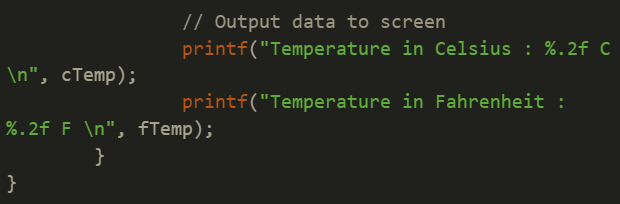 // Output data to screen
printf("Temperature in Celsius : %.2f C
\n", cTemp);
printf("Temperature in Fahrenheit :
%.2f F \n", fTemp);
}
}